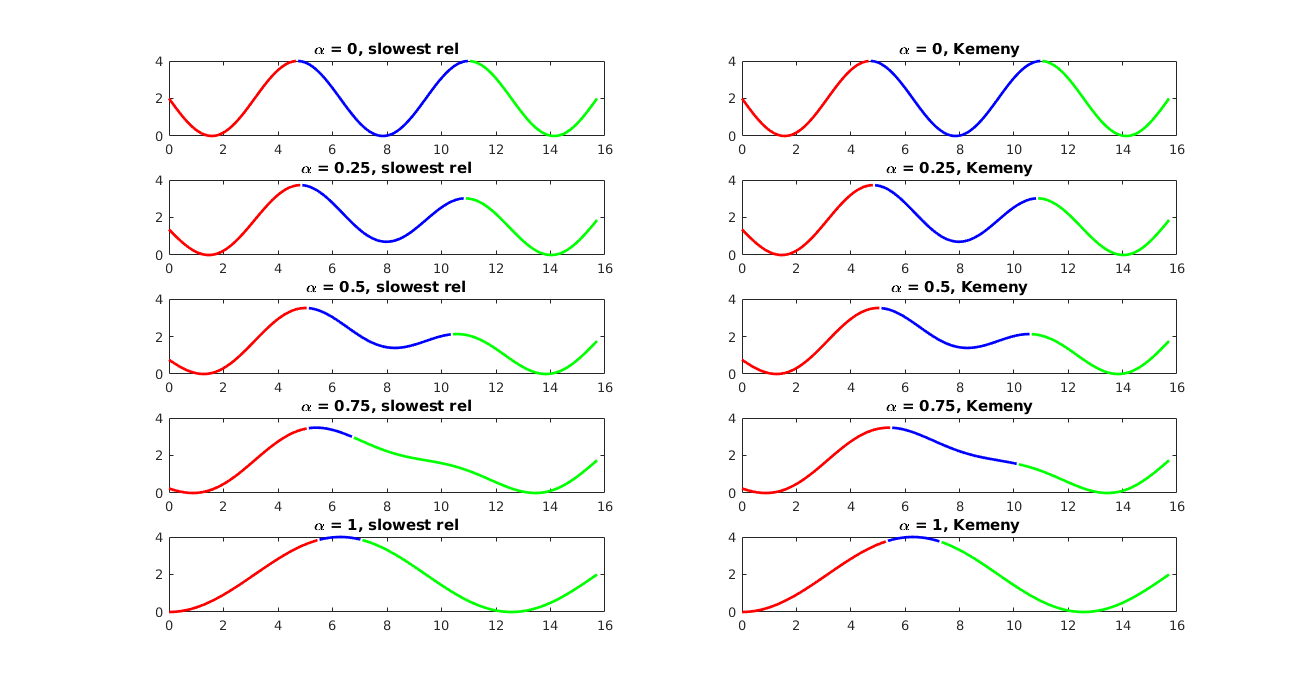 α = 0, slowest rel
4
2
0
0 2 4 6 8 10 12 14 16
α = 0, Kemeny
4
2
0
0 2 4 6 8 10 12 14 16
α = 0.25, slowest rel
4
2
0
0 2 4 6 8 10 12 14 16
α = 0.25, Kemeny
4
2
0
0 2 4 6 8 10 12 14 16
α = 0.5, slowest rel
4
2
0
0 2 4 6 8 10 12 14 16
α = 0.5, Kemeny
4
2
0
0 2 4 6 8 10 12 14 16
α = 0.75, slowest rel
4
2
0
0 2 4 6 8 10 12 14 16
α = 0.75, Kemeny
4
2
0
0 2 4 6 8 10 12 14 16
α = 1, slowest rel
4
2
0
0 2 4 6 8 10 12 14 16
α = 1, Kemeny
4
2
0
0 2 4 6 8 10 12 14 16